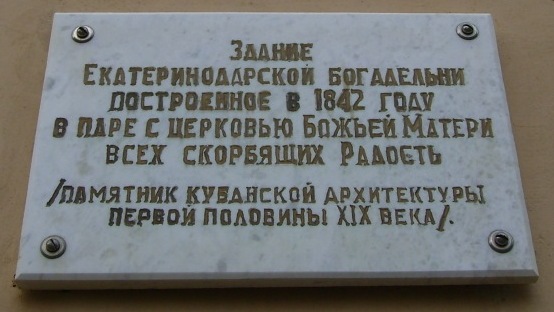 Здание
Екатеринодарской богадельни
достроенное в 1842 году
в паре с церковью Божьей Матери
всех скорбящих Радость
/памятник кубанской архитектуры
первой половины XIX века/.